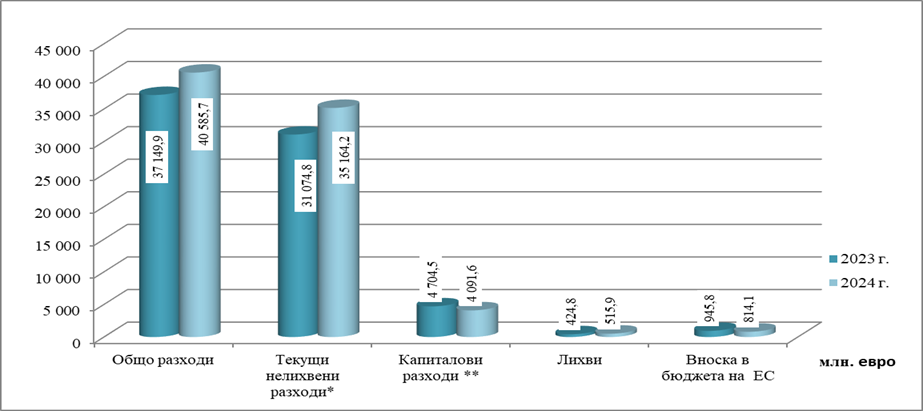 45 000
40 000
35 000
30 000
25 000
20 000
15 000
10 000
5 000
0
37 149,9
40 585,7
31 074,8
35 164,2
4 704,5
4 091,6
424,8
515,9
945,8
814,1
2023 г.
2024 г.
Общо разходи
Текущи
нелихвени
разходи*
Капиталови
разходи **
Лихви
Вноска в
бюджета на ЕС
млн. евро